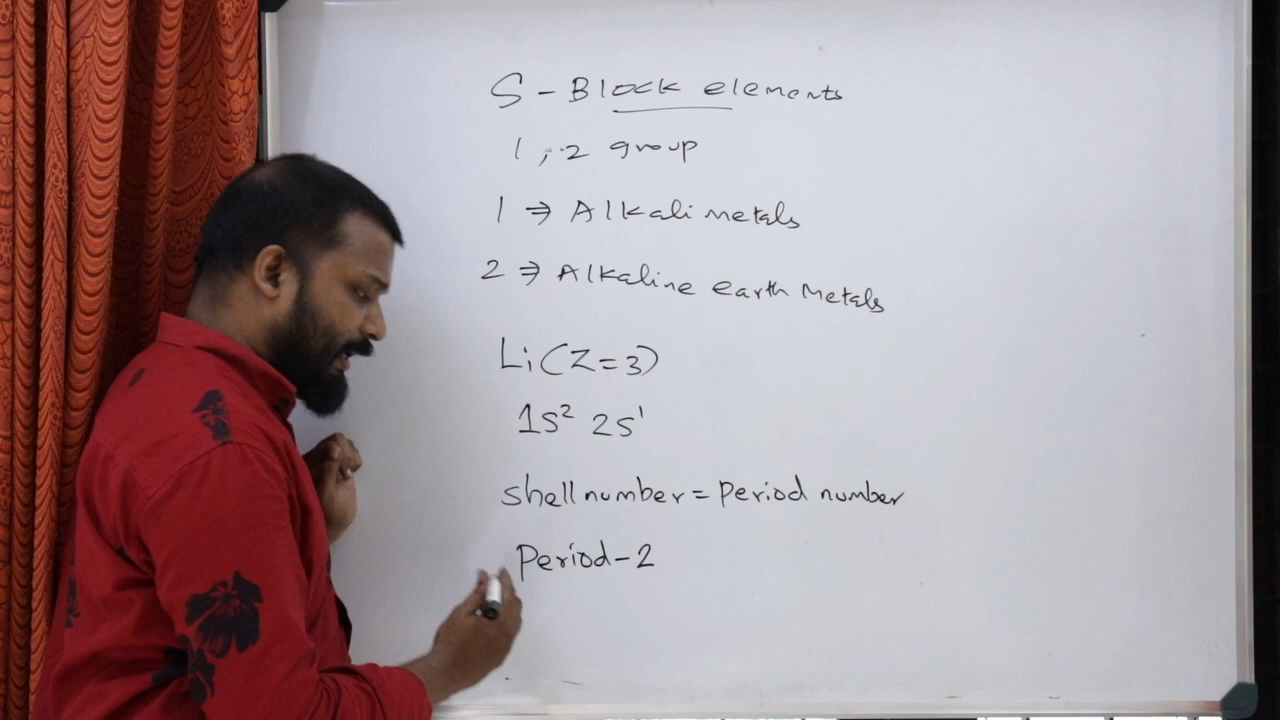 S - Block elements
1, 2 group
1 ⇒ Alkali metals
2 ⇒ Alkaline earth Metals
Li (Z=3)
1s² 2s¹
shell number = Period number
Period - 2